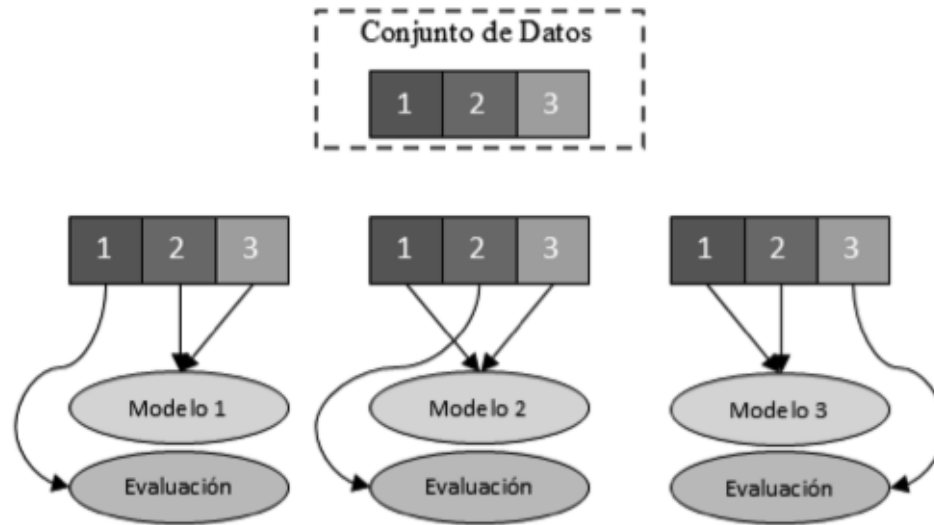 Conjunto de Datos
1 2 3
1 2 3
1 2 3
1 2 3
Modelo 1
Modelo 2
Modelo 3
Evaluación
Evaluación
Evaluación